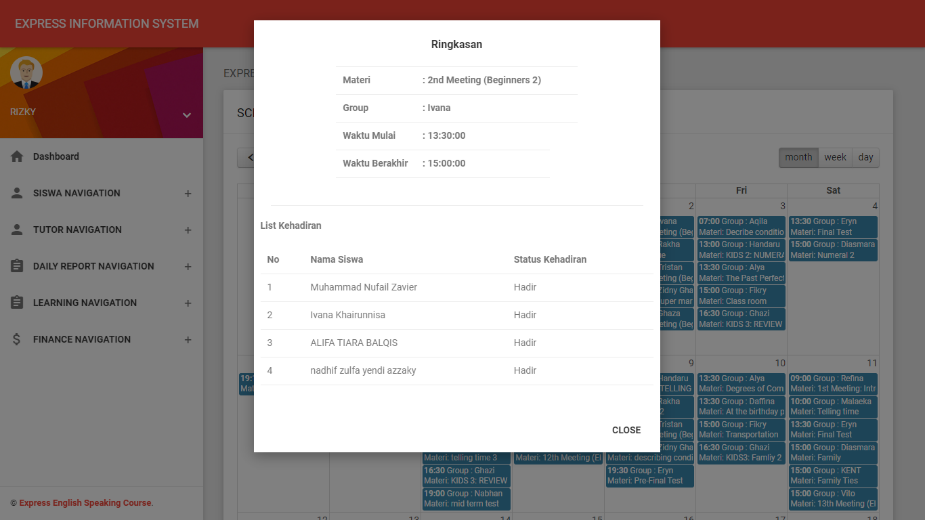 EXPRESS INFORMATION SYSTEM
RIZKY
Dashboard
SISWA NAVIGATION +
TUTOR NAVIGATION +
DAILY REPORT NAVIGATION +
LEARNING NAVIGATION +
FINANCE NAVIGATION +
© Express English Speaking Course.
Ringkasan
Materi : 2nd Meeting (Beginners 2)
Group : Ivana
Waktu Mulai : 13:30:00
Waktu Berakhir : 15:00:00
List Kehadiran
No Nama Siswa Status Kehadiran
1 Muhammad Nufail Zavier Hadir
2 Ivana Khairunnisa Hadir
3 ALIFA TIARA BALQIS Hadir
4 nadhif zulfa yendi azzaky Hadir
CLOSE
EXPRE
SC
month week day
Fri Sat
2 3 4
07:00 Group : Aqila
Materi: Decribe conditio
13:00 Group : Handaru
Materi: KIDS 2: NUMERA
13:30 Group : Alya
Materi: The Past Perfect
15:00 Group : Fikry
Materi: Class room
16:30 Group : Ghazi
Materi: KIDS 3: REVIEW
13:30 Group : Eryn
Materi: Final Test
15:00 Group : Diasmara
Materi: Numeral 2
9 10 11
telling time 3
Materi: 12th Meeting (El
Materi: describing condi
16:30 Group : Ghazi
Materi: KIDS 3: REVIEW
19:00 Group : Nabhan
Materi: mid term test
19:30 Group : Eryn
Materi: Pre-Final Test
13:30 Group : Alya
Materi: Degrees of Com
13:30 Group : Daffina
Materi: At the birthday p
15:00 Group : Fikry
Materi: Transportation
16:30 Group : Ghazi
Materi: KIDS3: Family 2
09:00 Group : Refina
Materi: 1st Meeting: Intr
10:00 Group : Malaeka
Materi: Telling time
13:30 Group : Eryn
Materi: Final Test
15:00 Group : Diasmara
Materi: Family
15:00 Group : KENT
Materi: Family Ties
15:00 Group : Vito
Materi: 13th Meeting (El